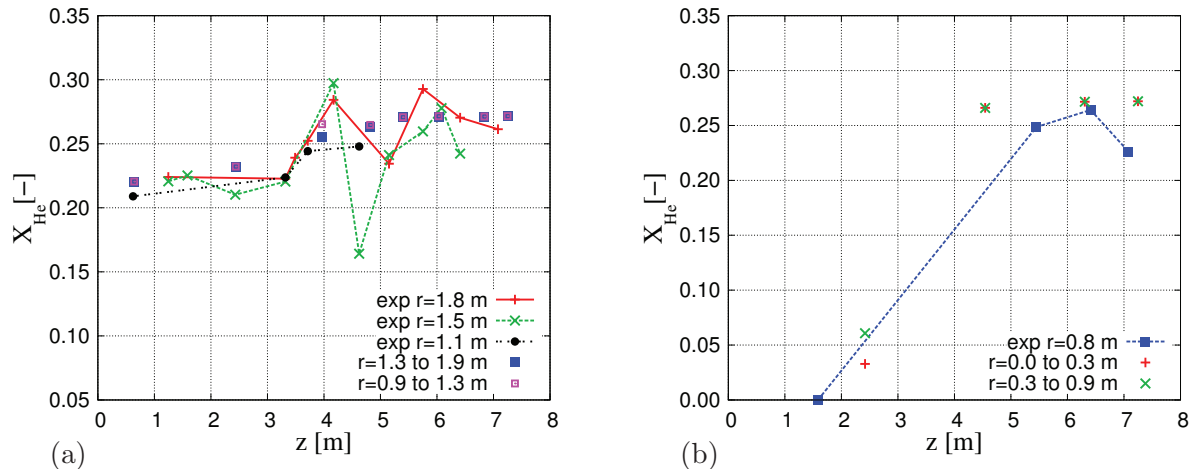 0.35
0.30
0.25
0.20
0.15
0.10
0.05
X_He[−]
0 1 2 3 4 5 6 7 8
z [m]
exp r=1.8 m
exp r=1.5 m
exp r=1.1 m
r=1.3 to 1.9 m
r=0.9 to 1.3 m
(a)
0.35
0.30
0.25
0.20
0.15
0.10
0.05
0.00
X_He[−]
0 1 2 3 4 5 6 7 8
z [m]
exp r=0.8 m
r=0.0 to 0.3 m
r=0.3 to 0.9 m
(b)